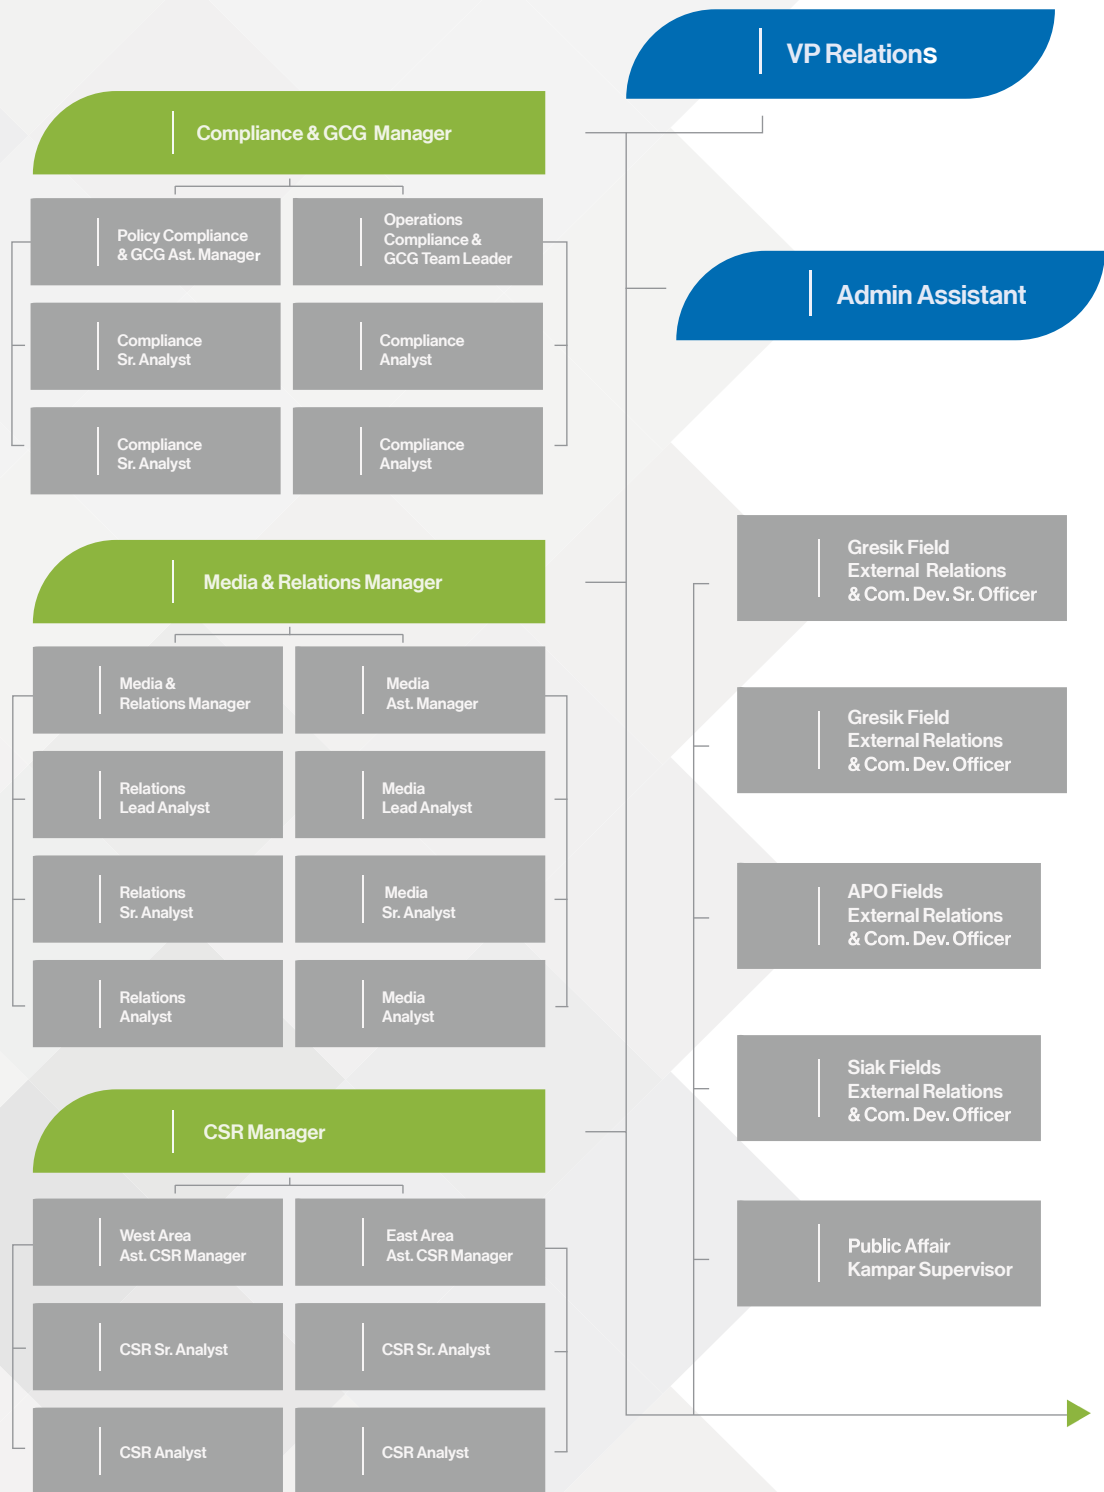 VP Relations
Compliance & GCG Manager
Policy Compliance
& GCG Ast. Manager
Operations
Compliance &
GCG Team Leader
Compliance
Sr. Analyst
Compliance
Analyst
Compliance
Sr. Analyst
Compliance
Analyst
Admin Assistant
Media & Relations Manager
Media &
Relations Manager
Media
Ast. Manager
Relations
Lead Analyst
Media
Lead Analyst
Relations
Sr. Analyst
Media
Sr. Analyst
Relations
Analyst
Media
Analyst
CSR Manager
West Area
Ast. CSR Manager
East Area
Ast. CSR Manager
CSR Sr. Analyst
CSR Sr. Analyst
CSR Analyst
CSR Analyst
Gresik Field
External Relations
& Com. Dev. Sr. Officer
Gresik Field
External Relations
& Com. Dev. Officer
APO Fields
External Relations
& Com. Dev. Officer
Siak Fields
External Relations
& Com. Dev. Officer
Public Affair
Kampar Supervisor